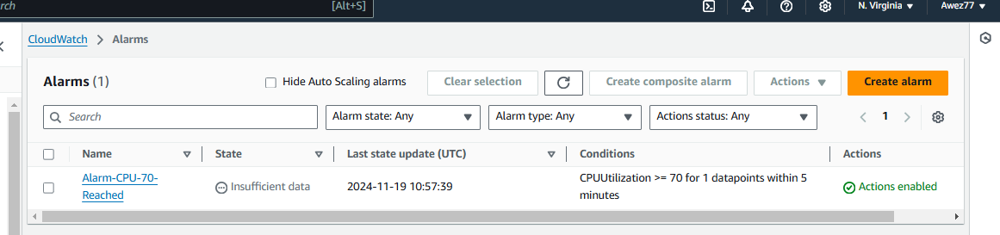 [Alt+S]
N. Virginia
Awez77
CloudWatch > Alarms
Alarms (1)
Hide Auto Scaling alarms
Clear selection
Create composite alarm
Actions
Create alarm
Search
Alarm state: Any
Alarm type: Any
Actions status: Any
1
Name
State
Last state update (UTC)
Conditions
Actions
Alarm-CPU-70-
Reached
Insufficient data
2024-11-19 10:57:39
CPUUtilization >= 70 for 1 datapoints within 5
minutes
Actions enabled